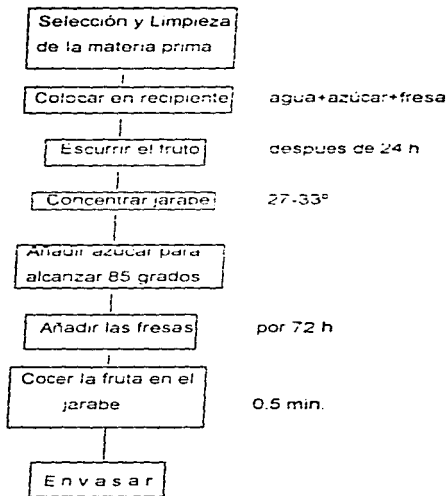 Selección y Limpieza
de la materia prima
Colocar en recipiente agua+azúcar+fresa
Escurrir el fruto despues de 24 h
Concentrar jarabe 27-33°
Añadir azúcar para
alcanzar 85 grados
Añadir las fresas por 72 h
Cocer la fruta en el
jarabe 0.5 min.
Envasar